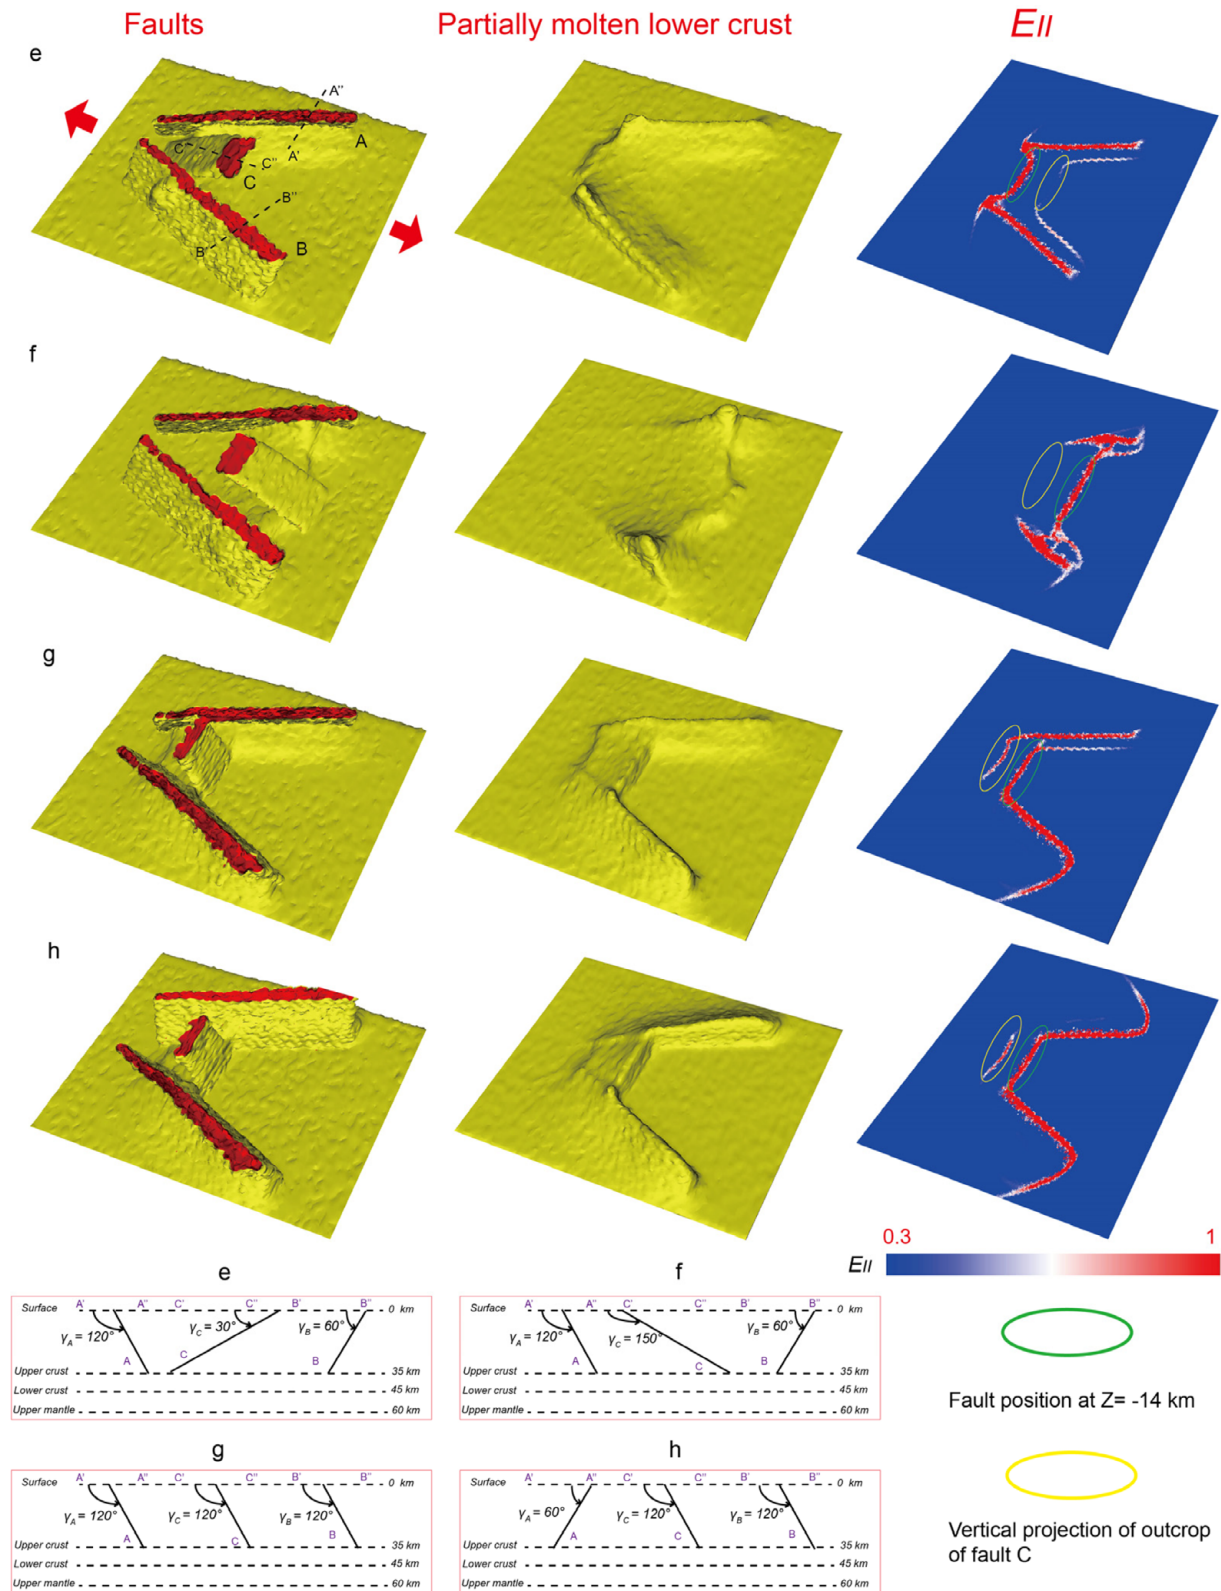 Faults
Partially molten lower crust
EII
e
A''
A
A'
C'
C''
C
B''
B'
B
f
g
h
0.3
1
EII
e
Surface
A'
A''
C'
C''
B'
B''
0 km
γA = 120°
γC = 30°
γB = 60°
A
C
B
Upper crust
35 km
Lower crust
45 km
Upper mantle
60 km
f
Surface
A'
A''
C'
C''
B'
B''
0 km
γA = 120°
γC = 150°
γB = 60°
A
C
B
Upper crust
35 km
Lower crust
45 km
Upper mantle
60 km
g
Surface
A'
A''
C'
C''
B'
B''
0 km
γA = 120°
γC = 120°
γB = 120°
A
C
B
Upper crust
35 km
Lower crust
45 km
Upper mantle
60 km
h
Surface
A'
A''
C'
C''
B'
B''
0 km
γA = 60°
γC = 120°
γB = 120°
A
C
B
Upper crust
35 km
Lower crust
45 km
Upper mantle
60 km
Fault position at Z= -14 km
Vertical projection of outcrop
of fault C